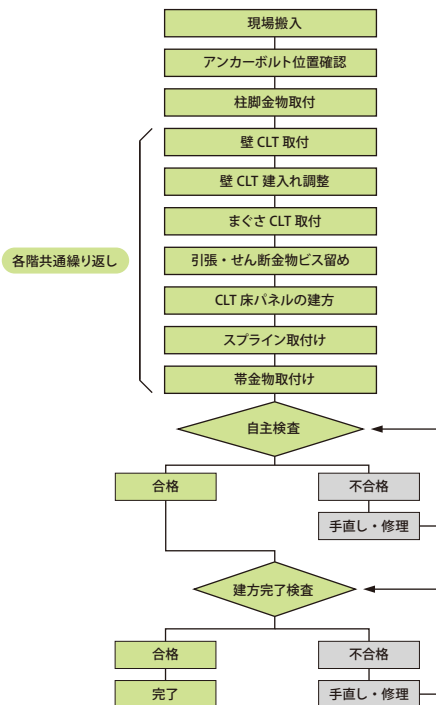 現場搬入
アンカーボルト位置確認
柱脚金物取付
壁 CLT 取付
壁 CLT 建入れ調整
まぐさ CLT 取付
各階共通繰り返し
引張・せん断金物ビス留め
CLT 床パネルの建方
スプライン取付け
帯金物取付け
自主検査
合格
不合格
手直し・修理
建方完了検査
合格
不合格
完了
手直し・修理